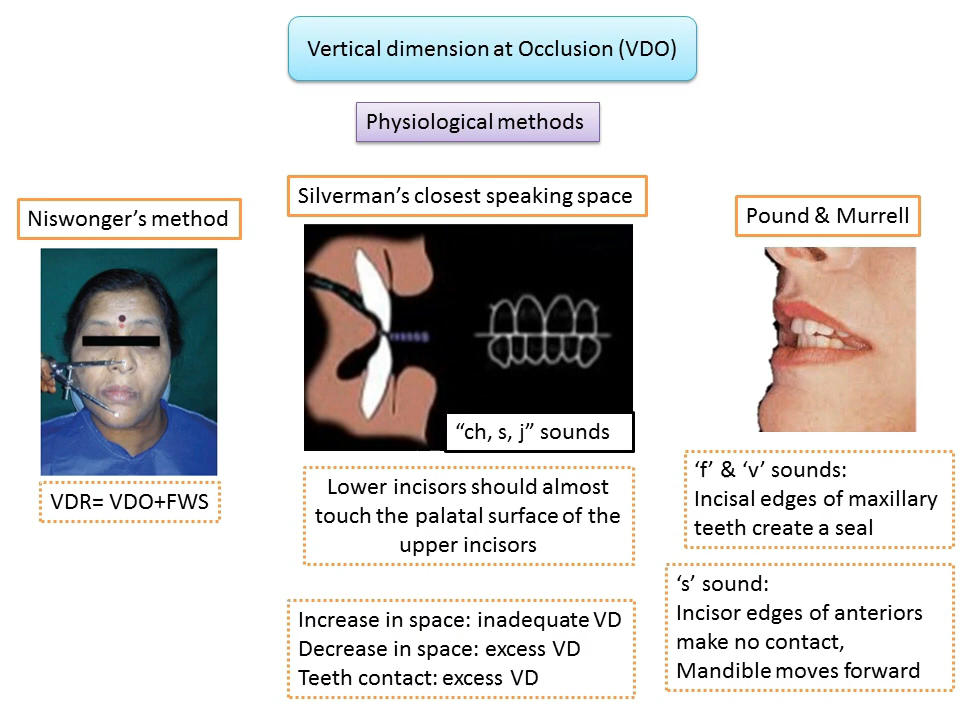 Vertical dimension at Occlusion (VDO)
Physiological methods
Niswonger’s method
VDR= VDO+FWS
Silverman’s closest speaking space
“ch, s, j” sounds
Lower incisors should almost
touch the palatal surface of the
upper incisors
Increase in space: inadequate VD
Decrease in space: excess VD
Teeth contact: excess VD
Pound & Murrell
‘f’ & ‘v’ sounds:
Incisal edges of maxillary
teeth create a seal
‘s’ sound:
Incisor edges of anteriors
make no contact,
Mandible moves forward